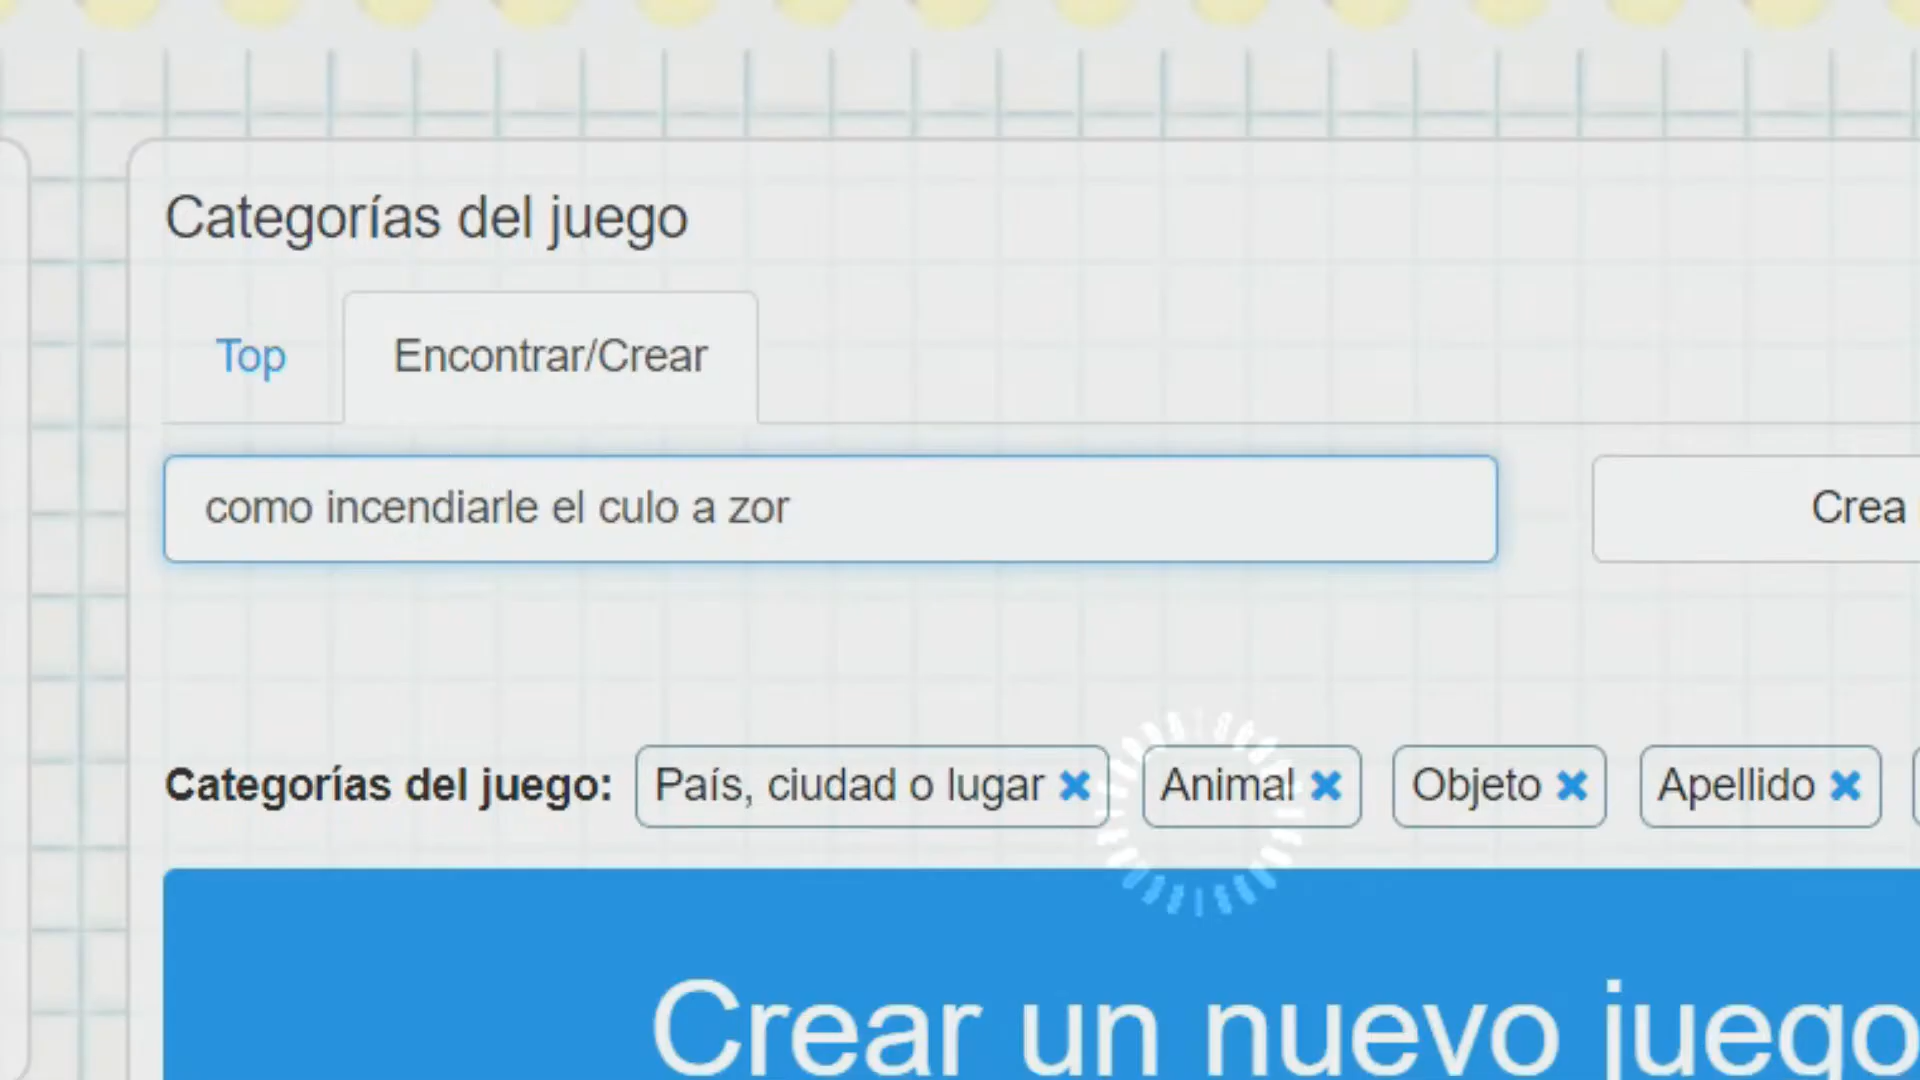 Categorías del juego
Top
Encontrar/Crear
como incendiarle el culo a zor
Crea
Categorías del juego: País, ciudad o lugar Animal Objeto Apellido
Crear un nuevo juego